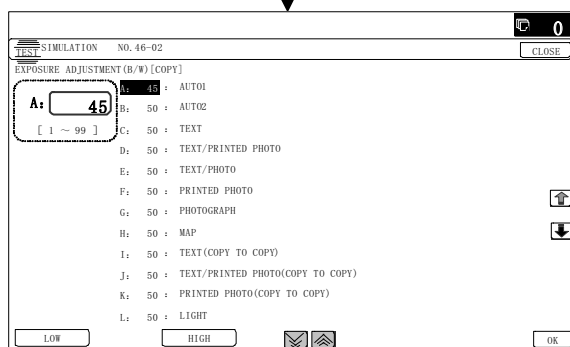 0
TEST SIMULATION NO.46-02
CLOSE
EXPOSURE ADJUSTMENT(B/W)[COPY]
A: 45
[ 1 ～ 99 ]
A: 45 : AUTO1
B: 50 : AUTO2
C: 50 : TEXT
D: 50 : TEXT/PRINTED PHOTO
E: 50 : TEXT/PHOTO
F: 50 : PRINTED PHOTO
G: 50 : PHOTOGRAPH
H: 50 : MAP
I: 50 : TEXT(COPY TO COPY)
J: 50 : TEXT/PRINTED PHOTO(COPY TO COPY)
K: 50 : PRINTED PHOTO(COPY TO COPY)
L: 50 : LIGHT
LOW HIGH OK